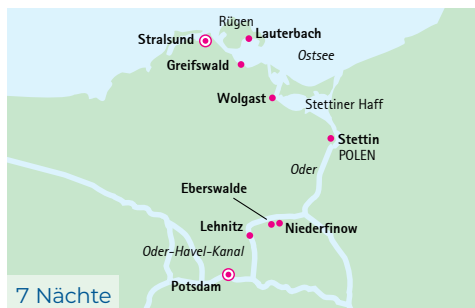 Rügen
Stralsund
Lauterbach
Ostsee
Greifswald
Wolgast
Stettiner Haff
Stettin
POLEN
Oder
Eberswalde
Lehnitz
Niederfinow
Oder-Havel-Kanal
Potsdam
7 Nächte